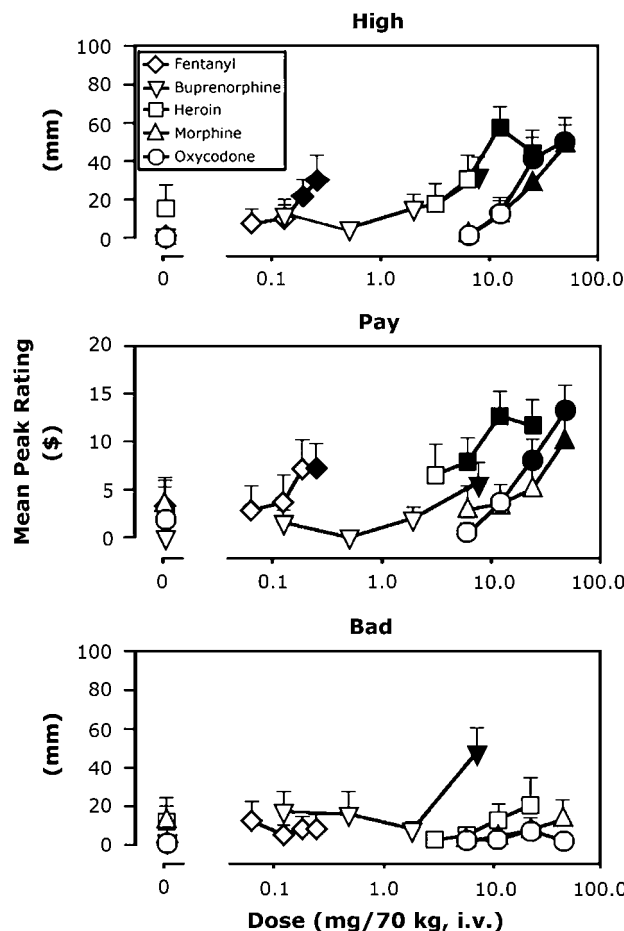 High
100
80
60
40
20
0
(mm)
Fentanyl
Buprenorphine
Heroin
Morphine
Oxycodone
0 0.1 1.0 10.0 100.0
Pay
20
15
10
5
0
Mean Peak Rating
($)
0 0.1 1.0 10.0 100.0
Bad
100
80
60
40
20
0
(mm)
0 0.1 1.0 10.0 100.0
Dose (mg/70 kg, i.v.)